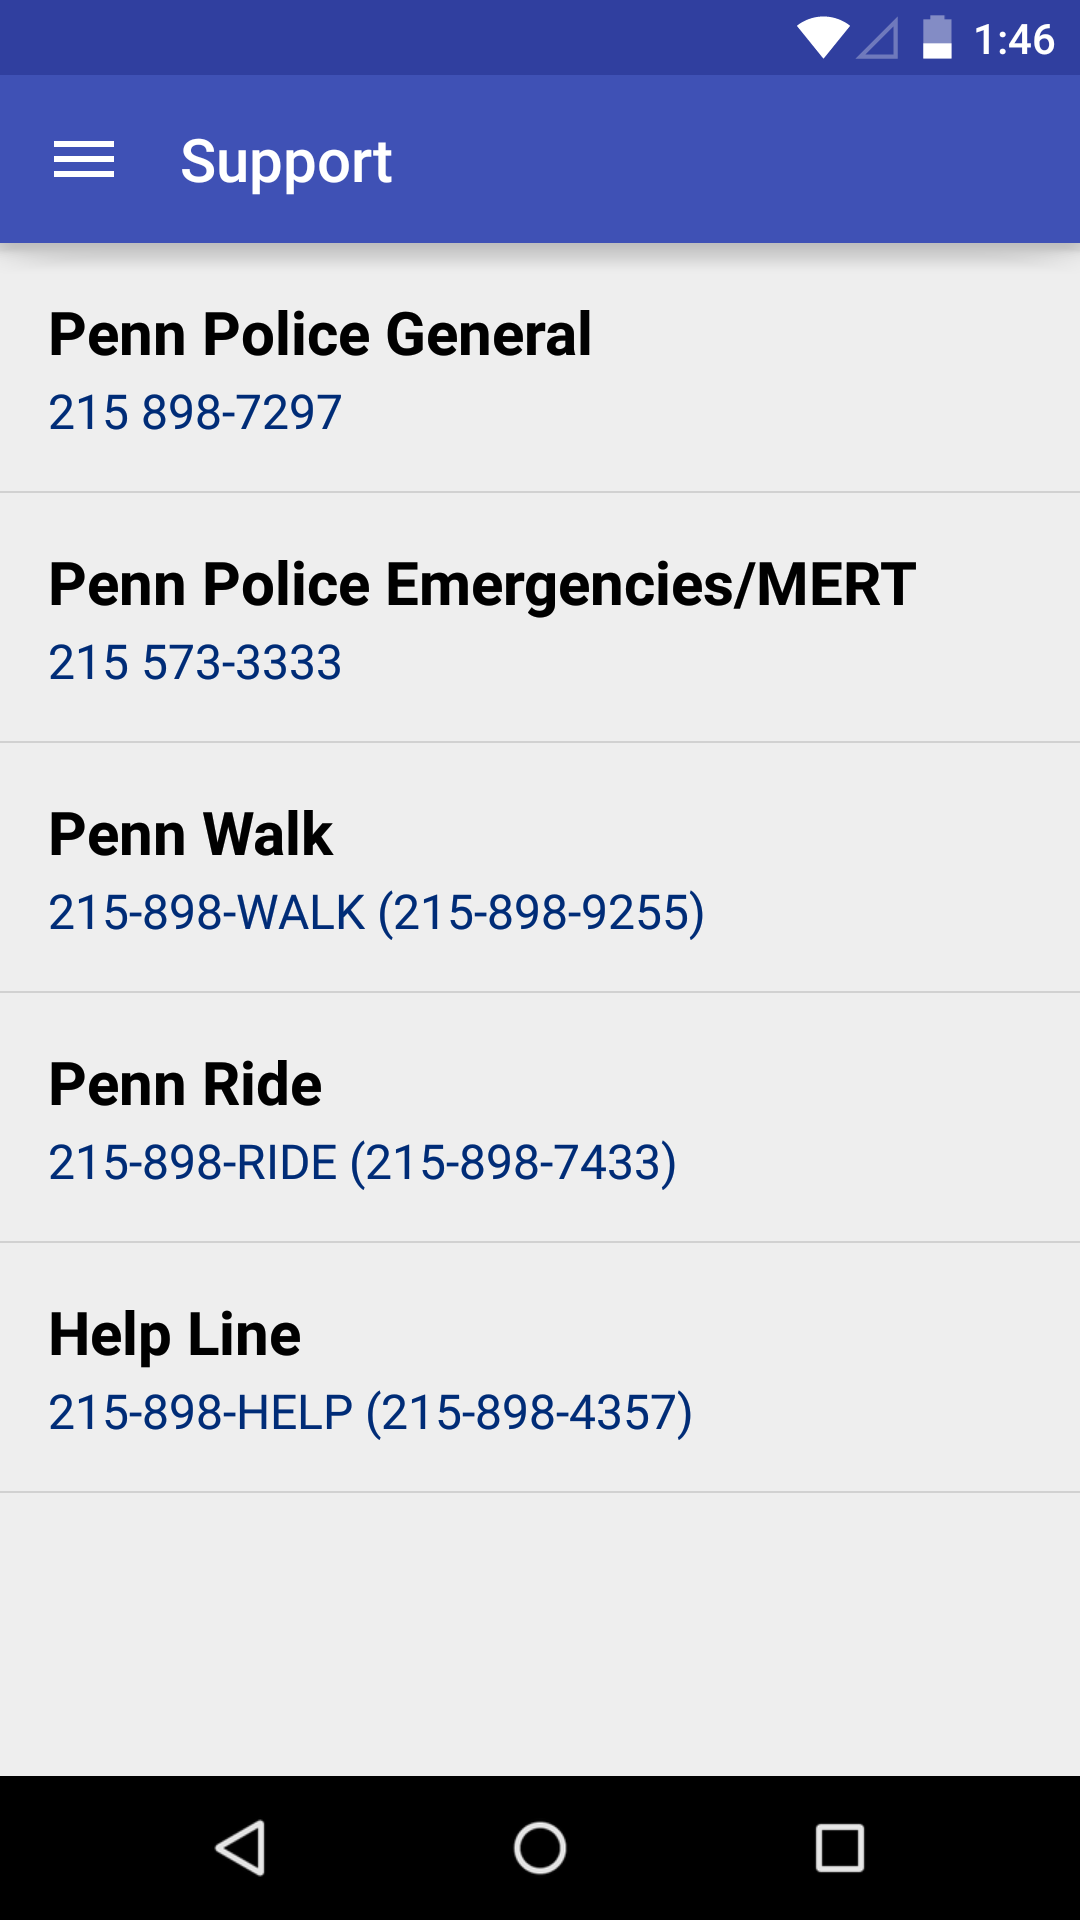 1:46
Support
Penn Police General
215 898-7297
Penn Police Emergencies/MERT
215 573-3333
Penn Walk
215-898-WALK (215-898-9255)
Penn Ride
215-898-RIDE (215-898-7433)
Help Line
215-898-HELP (215-898-4357)